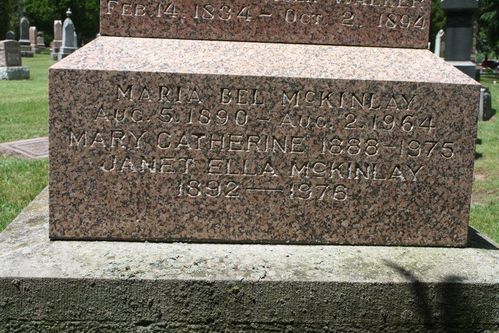 FEB. 14, 1834 - OCT. 2, 1894
MARIA BEL MCKINLAY
AUG. 5, 1890 - AUG. 2, 1964
MARY CATHERINE 1888-1975
JANET ELLA MCKINLAY
1892-1976